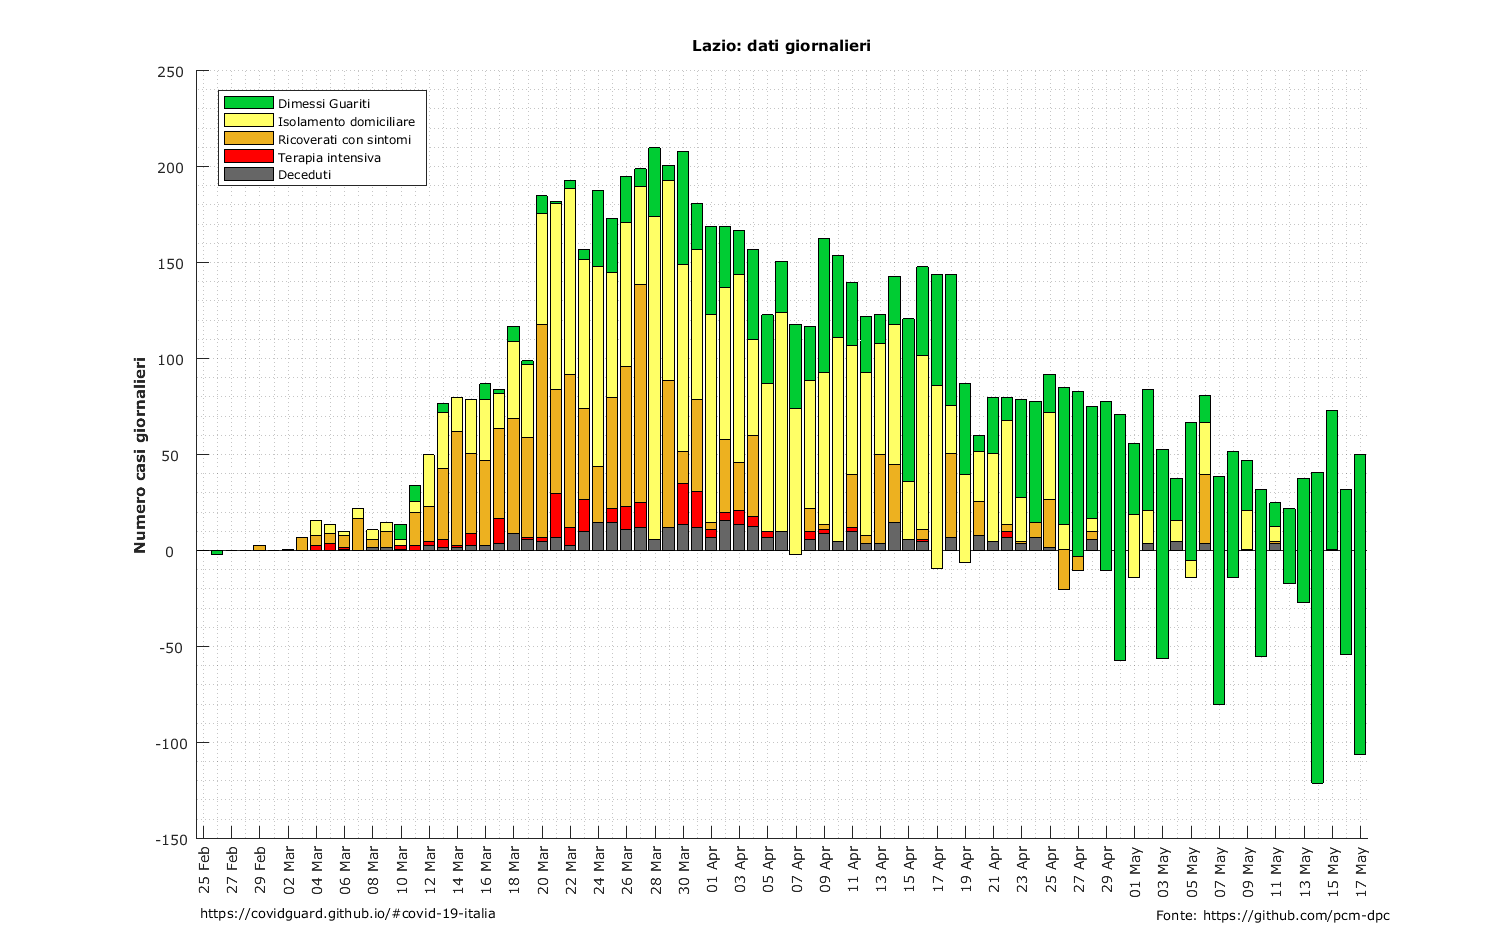 Lazio: dati giornalieri
250
200
150
100
50
0
-50
-100
-150
Numero casi giornalieri
Dimessi Guariti
Isolamento domiciliare
Ricoverati con sintomi
Terapia intensiva
Deceduti
25 Feb
27 Feb
29 Feb
02 Mar
04 Mar
06 Mar
08 Mar
10 Mar
12 Mar
14 Mar
16 Mar
18 Mar
20 Mar
22 Mar
24 Mar
26 Mar
28 Mar
30 Mar
01 Apr
03 Apr
05 Apr
07 Apr
09 Apr
11 Apr
13 Apr
15 Apr
17 Apr
19 Apr
21 Apr
23 Apr
25 Apr
27 Apr
29 Apr
01 May
03 May
05 May
07 May
09 May
11 May
13 May
15 May
17 May
https://covidguard.github.io/#covid-19-italia
Fonte: https://github.com/pcm-dpc